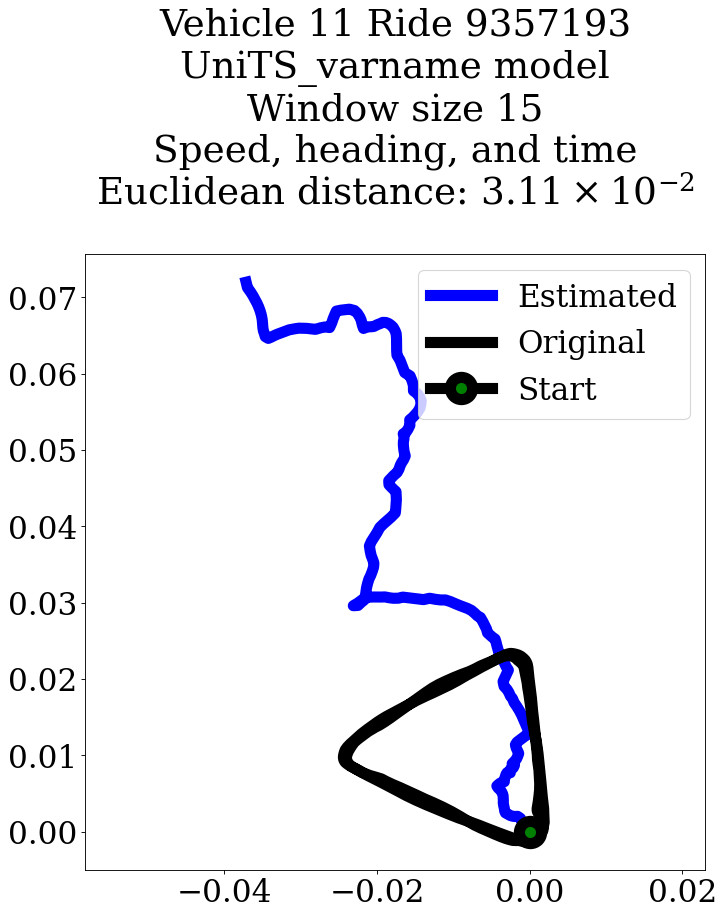 Vehicle 11 Ride 9357193
UniTS_varname model
Window size 15
Speed, heading, and time
Euclidean distance: 3.11 × 10⁻²
Estimated
Original
Start
0.07
0.06
0.05
0.04
0.03
0.02
0.01
0.00
−0.04
−0.02
0.00
0.02